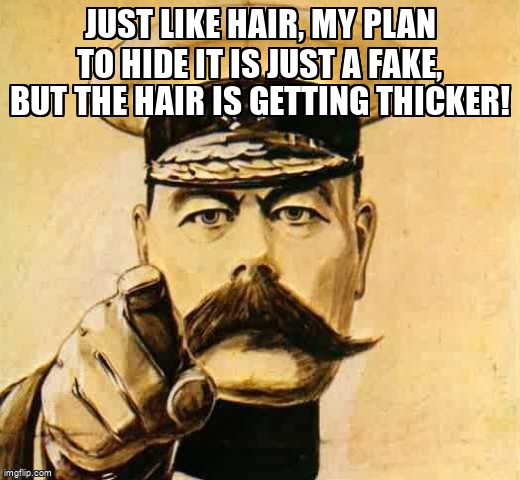 JUST LIKE HAIR, MY PLAN
TO HIDE IT IS JUST A FAKE,
BUT THE HAIR IS GETTING THICKER!
imgflip.com